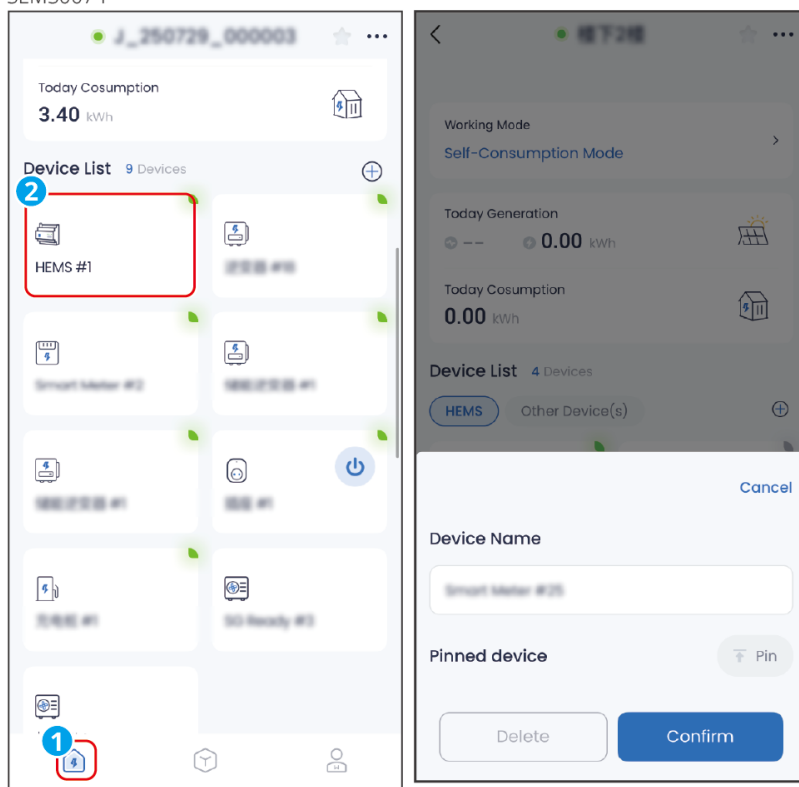 J_250729_000003
Today Cosumption
3.40 kWh
Device List 9 Devices
2
HEMS #1
Smart Meter #2
SG Ready #3
1
Working Mode
Self-Consumption Mode
Today Generation
-- 0.00 kWh
Today Cosumption
0.00 kWh
Device List 4 Devices
HEMS Other Device(s)
Cancel
Device Name
Smart Meter #25
Pinned device
Pin
Delete Confirm